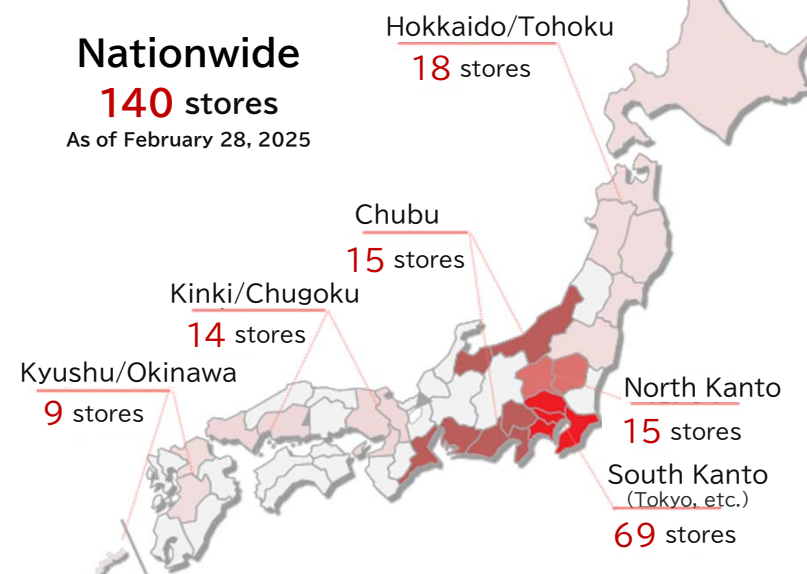 Nationwide
140 stores
As of February 28, 2025
Hokkaido/Tohoku
18 stores
Chubu
15 stores
Kinki/Chugoku
14 stores
Kyushu/Okinawa
9 stores
North Kanto
15 stores
South Kanto
(Tokyo, etc.)
69 stores